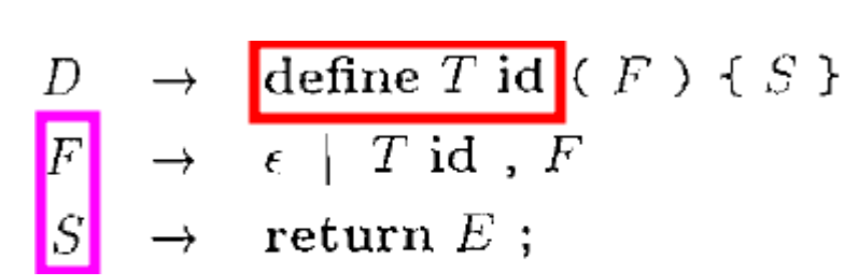 D → define T id ( F ) { S }
F → ϵ | T id , F
S → return E ;